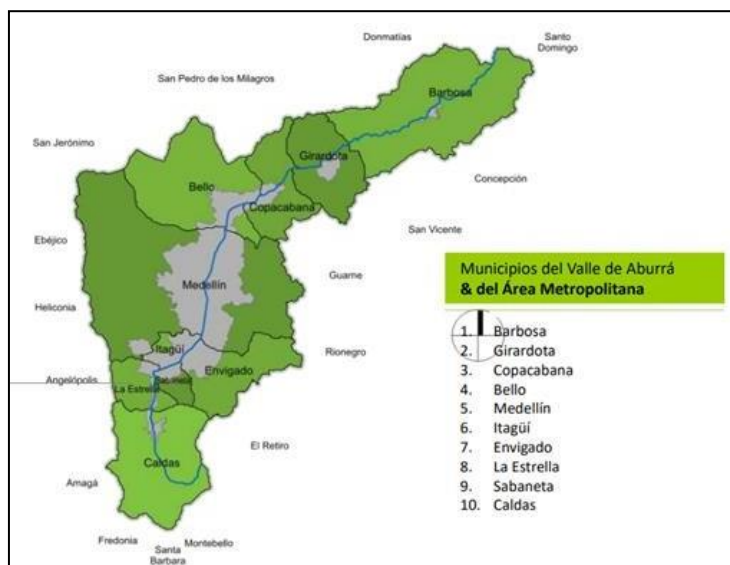 Donmatías
Santo
Domingo
San Pedro de los Milagros
Barbosa
San Jerónimo
Girardota
Bello
Concepción
Copacabana
San Vicente
Ebéjico
Guarne
Medellín
Heliconia
Itagüí
Rionegro
Envigado
Angelópolis
La Estrella
Sabaneta
El Retiro
Caldas
Amagá
Fredonia
Santa
Barbara
Montebello
Municipios del Valle de Aburrá
& del Área Metropolitana
1. Barbosa
2. Girardota
3. Copacabana
4. Bello
5. Medellín
6. Itagüí
7. Envigado
8. La Estrella
9. Sabaneta
10. Caldas